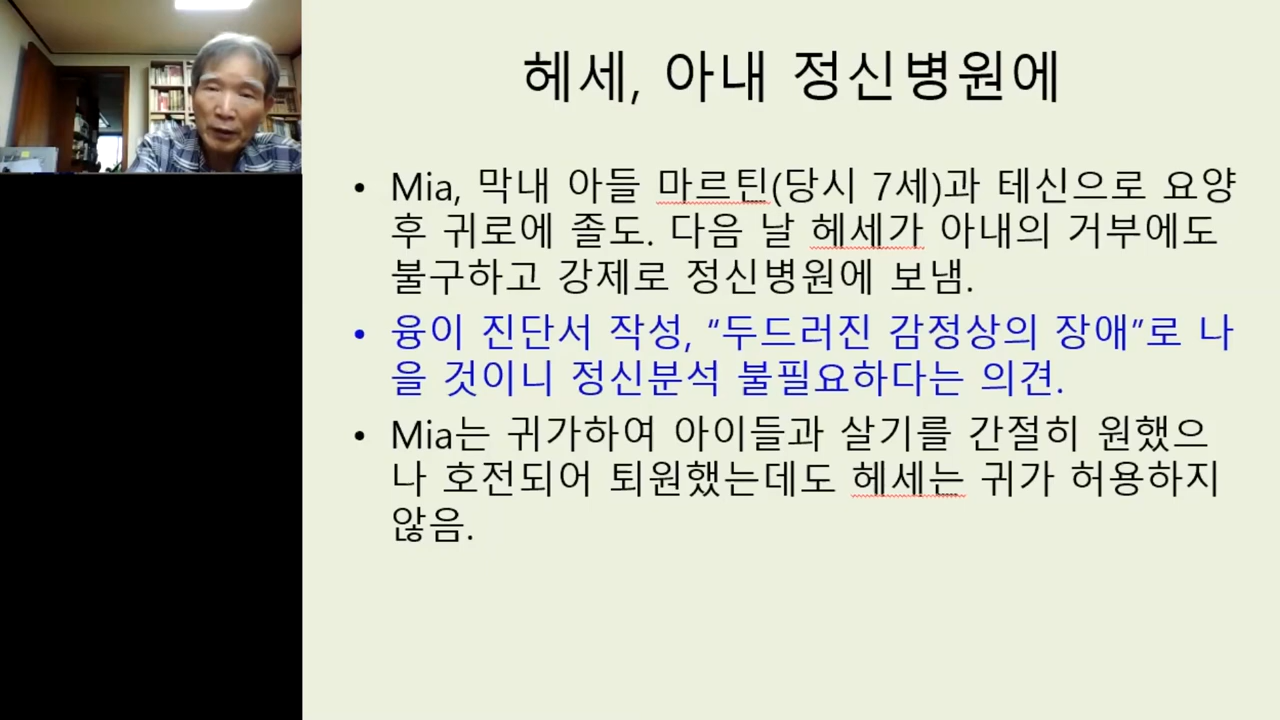 헤세, 아내 정신병원에
• Mia, 막내 아들 마르틴(당시 7세)과 테신으로 요양
후 귀로에 졸도. 다음 날 헤세가 아내의 거부에도
불구하고 강제로 정신병원에 보냄.
• 융이 진단서 작성, “두드러진 감정상의 장애”로 나
을 것이니 정신분석 불필요하다는 의견.
• Mia는 귀가하여 아이들과 살기를 간절히 원했으
나 호전되어 퇴원했는데도 헤세는 귀가 허용하지
않음.